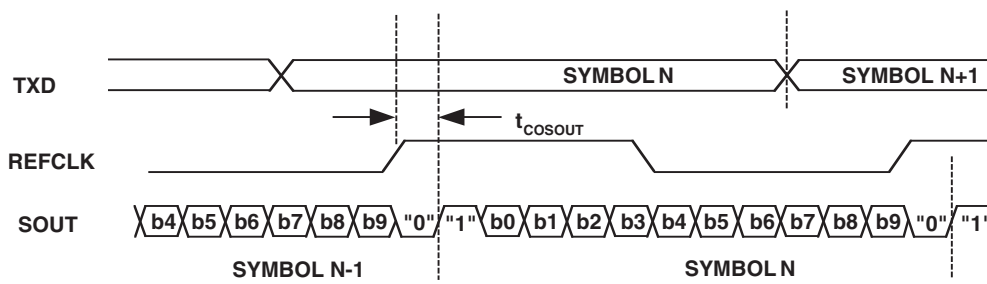 TXD SYMBOL N SYMBOL N+1
tCOSOUT
REFCLK
SOUT b4 b5 b6 b7 b8 b9 "0" "1" b0 b1 b2 b3 b4 b5 b6 b7 b8 b9 "0" "1"
SYMBOL N-1 SYMBOL N